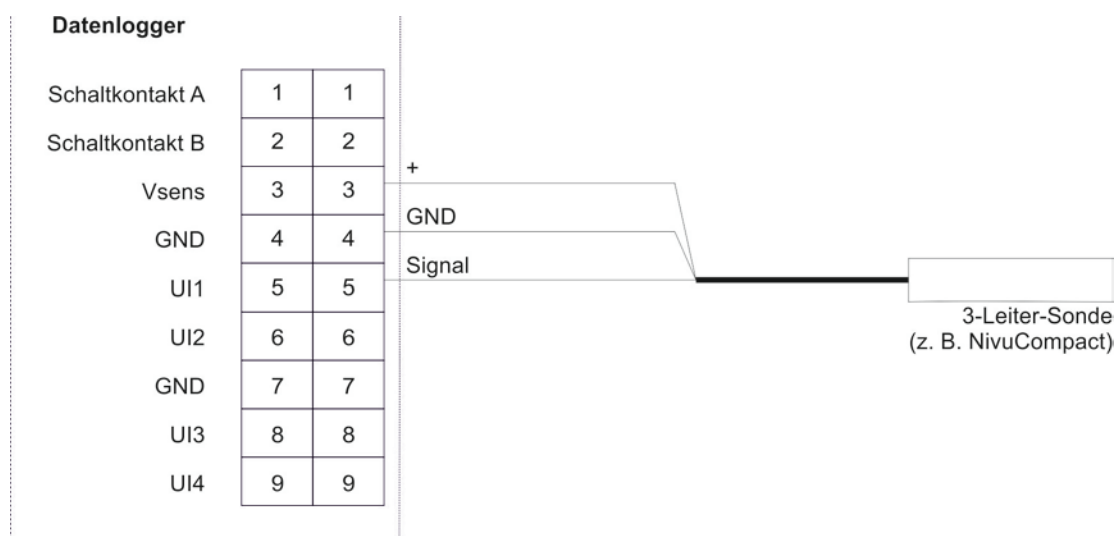 Datenlogger
Schaltkontakt A 1 1
Schaltkontakt B 2 2
+
Vsens 3 3
GND
GND 4 4
Signal
UI1 5 5
3-Leiter-Sonde
UI2 6 6
(z. B. NivuCompact)
GND 7 7
UI3 8 8
UI4 9 9